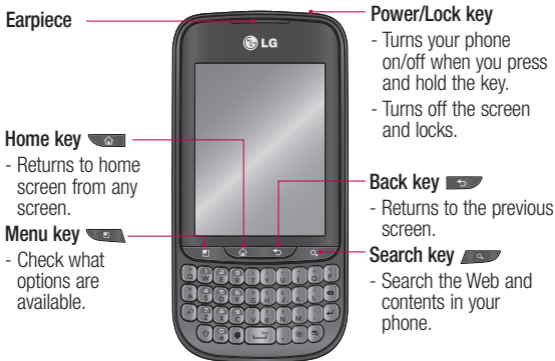 Earpiece
LG
Home key
- Returns to home
screen from any
screen.
Menu key
- Check what
options are
available.
Power/Lock key
- Turns your phone
on/off when you press
and hold the key.
- Turns off the screen
and locks.
Back key
- Returns to the previous
screen.
Search key
- Search the Web and
contents in your
phone.